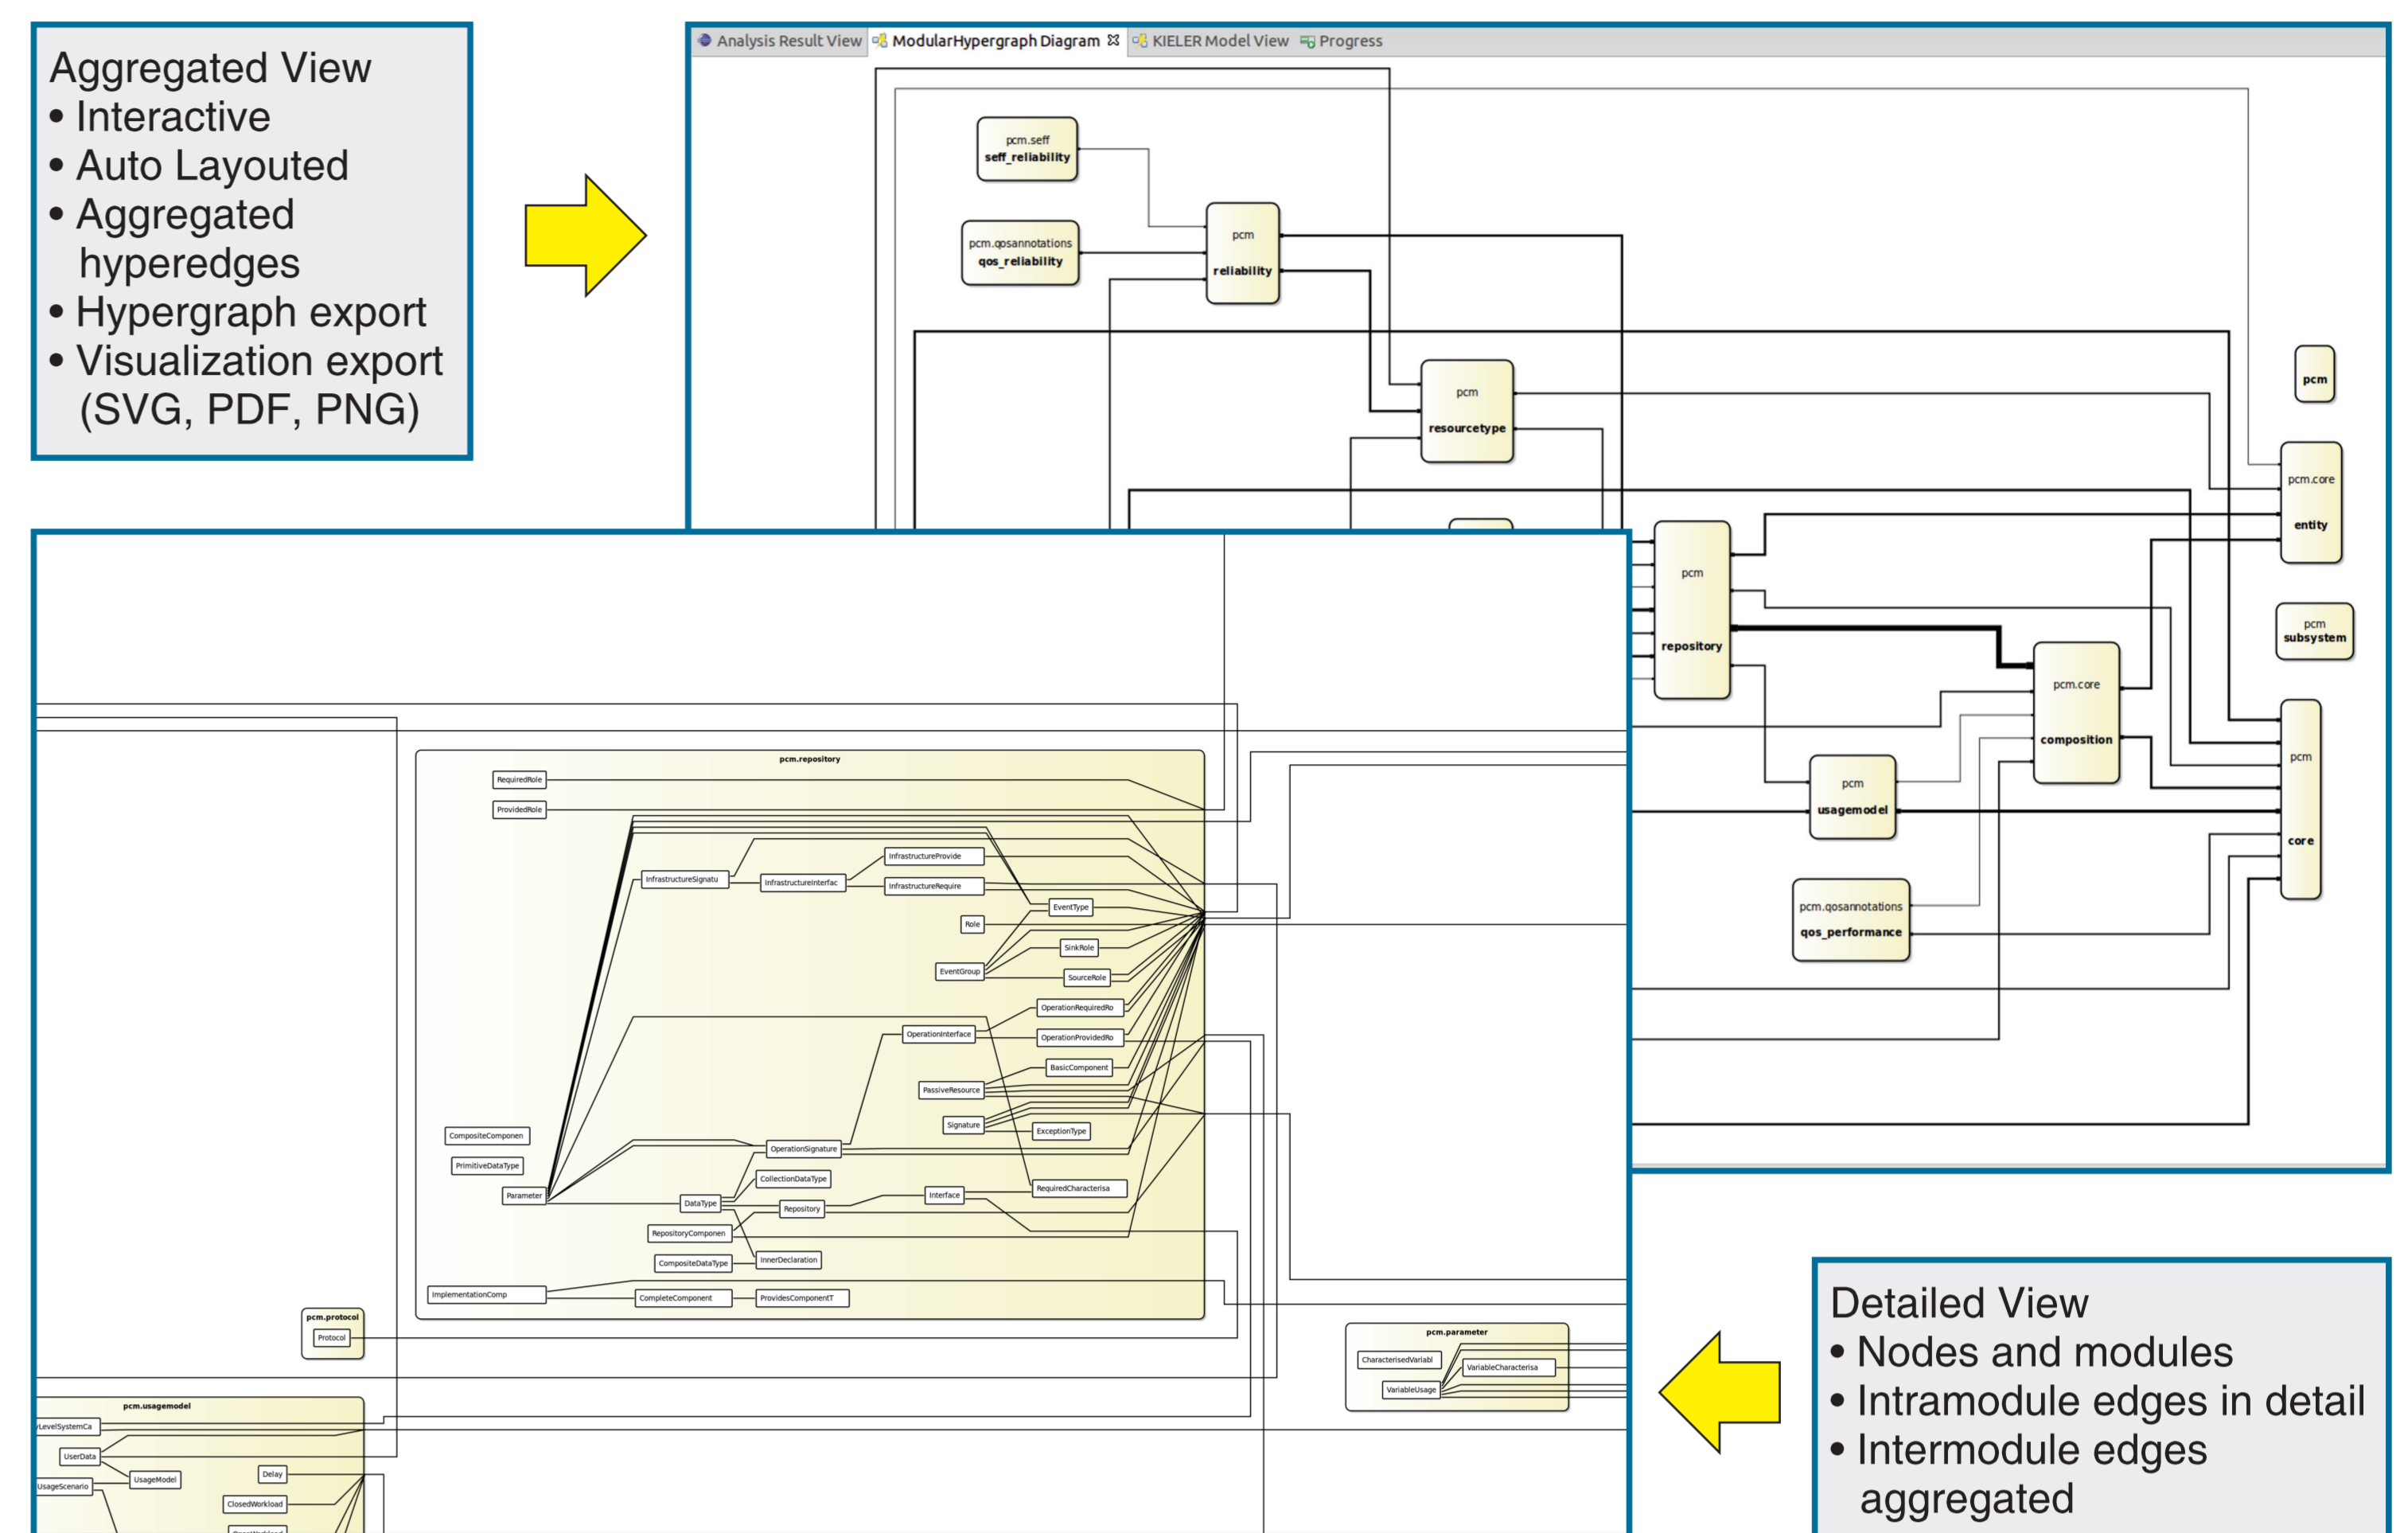 Aggregated View
• Interactive
• Auto Layouted
• Aggregated
hyperedges
• Hypergraph export
• Visualization export
(SVG, PDF, PNG)
Analysis Result View
ModularHypergraph Diagram
KIELER Model View
Progress
pcm.seff
seff_reliability
pcm.qosannotations
qos_reliability
pcm
reliability
pcm
resourcetype
pcm
pcm.core
entity
pcm
repository
pcm
subsystem
pcm.core
composition
pcm
usagemodel
pcm
core
pcm.qosannotations
qos_performance
pcm.repository
RequiredRole
ProvidedRole
InfrastructureProvide
InfrastructureSignatu
InfrastructureInterfac
InfrastructureRequire
EventType
Role
SinkRole
EventGroup
SourceRole
OperationRequiredRo
OperationInterface
OperationProvidedRo
BasicComponent
PassiveResource
Signature
ExceptionType
CompositeComponen
OperationSignature
PrimitiveDataType
CollectionDataType
Parameter
DataType
Repository
Interface
RequiredCharacterisa
RepositoryComponen
CompositeDataType
InnerDeclaration
ImplementationComp
CompleteComponent
ProvidesComponentT
pcm.protocol
Protocol
pcm.parameter
CharacterisedVariabl
VariableCharacterisa
VariableUsage
pcm.usagemodel
yLevelSystemCa
UserData
UsageModel
UsageScenario
Delay
ClosedWorkload
Detailed View
• Nodes and modules
• Intramodule edges in detail
• Intermodule edges
aggregated